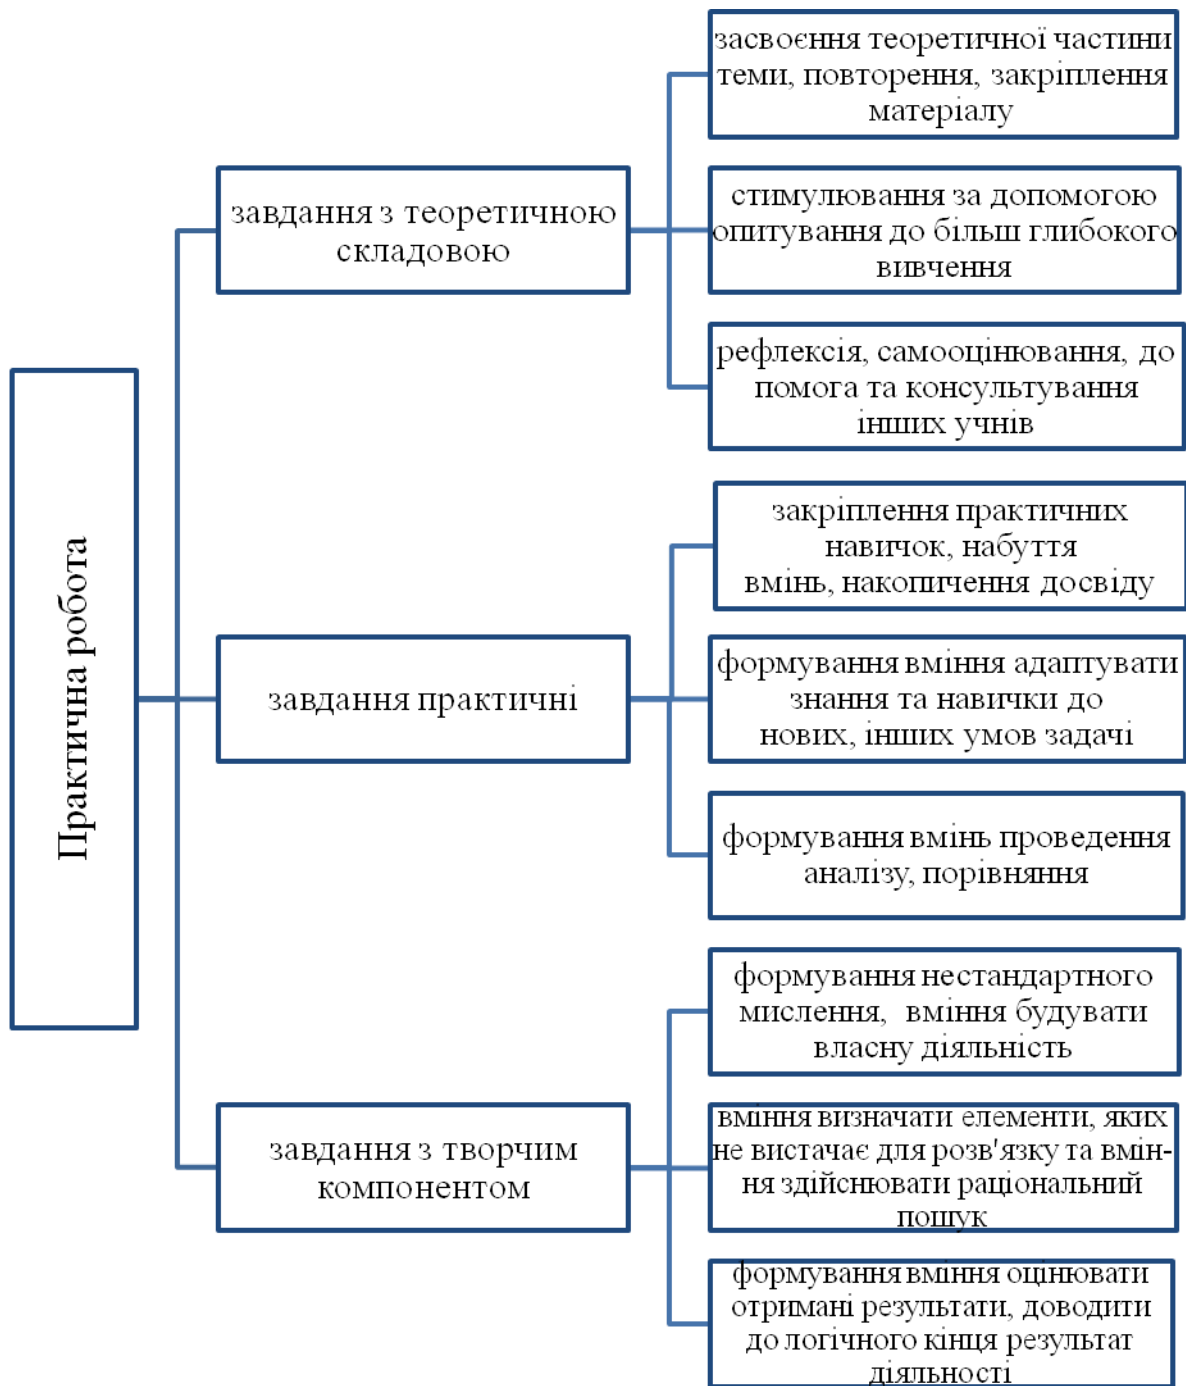 Практична робота
завдання з теоретичною
складовою
засвоєння теоретичної частини
теми, повторення, закріплення
матеріалу
стимулювання за допомогою
опитування до більш глибокого
вивчення
рефлексія, самооцінювання, до
помога та консультування
інших учнів
завдання практичні
закріплення практичних
навичок, набуття
вмінь, накопичення досвіду
формування вміння адаптувати
знання та навички до
нових, інших умов задачі
формування вмінь проведення
аналізу, порівняння
завдання з творчим
компонентом
формування нестандартного
мислення, вміння будувати
власну діяльність
вміння визначати елементи, яких
не вистачає для розв'язку та вмін-
ня здійснювати раціональний
пошук
формування вміння оцінювати
отримані результати, доводити
до логічного кінця результат
діяльності